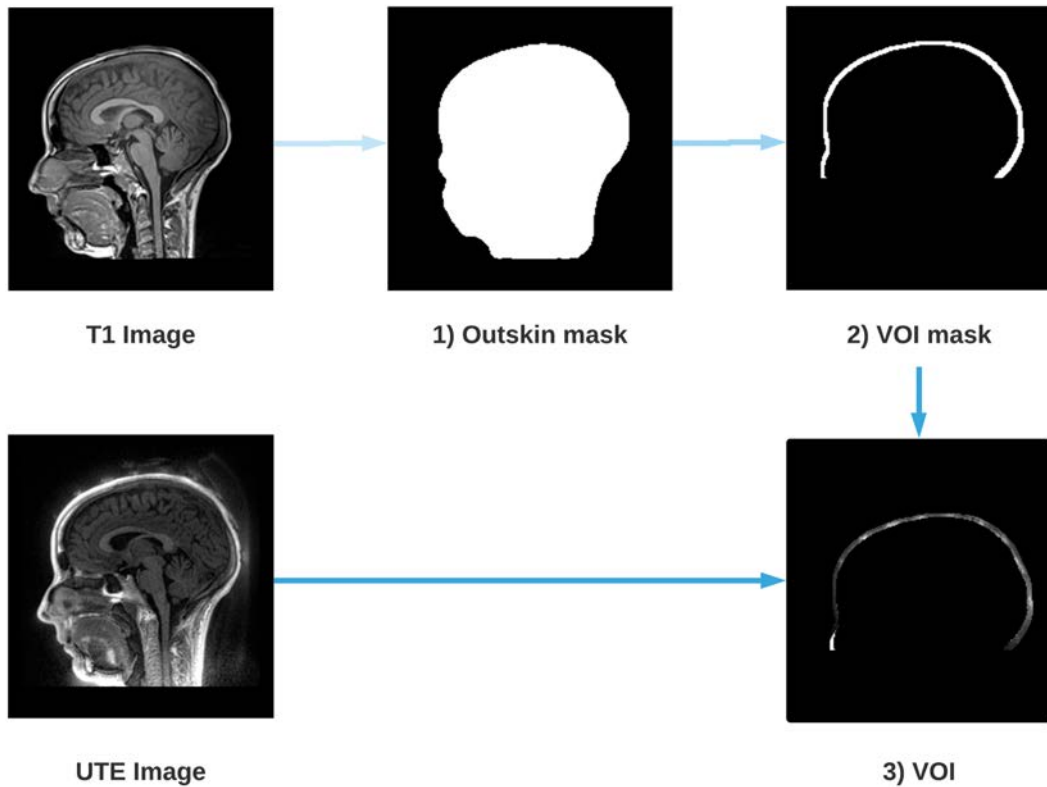 T1 Image
1) Outskin mask
2) VOI mask
UTE Image
3) VOI